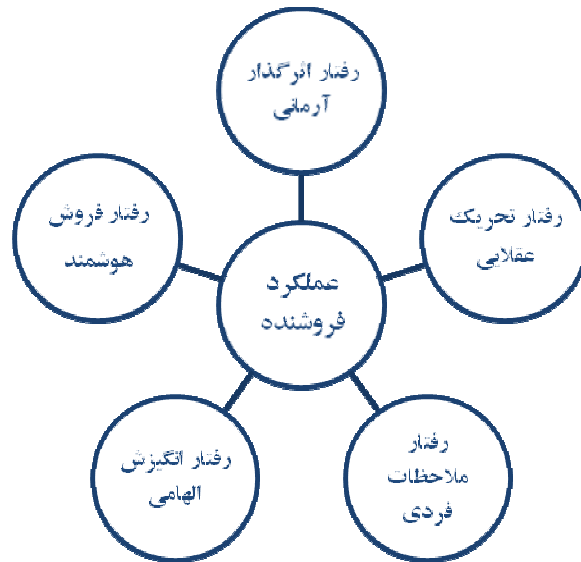 رفتار اثرگذار
آرمانی
رفتار تحریک
عقلایی
رفتار فروش
هوشمند
عملکرد
فروشنده
رفتار
ملاحظات
فردی
رفتار انگیزش
الهامی